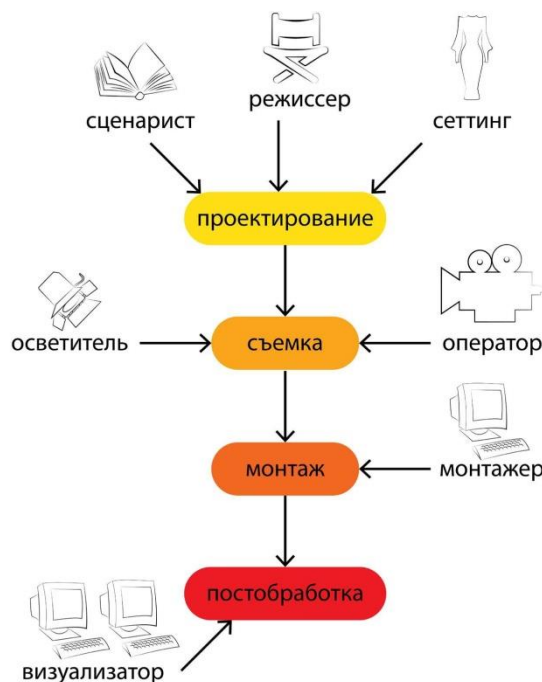 сценарист
режиссер
сеттинг
проектирование
осветитель
съемка
оператор
монтаж
монтажер
постобработка
визуализатор